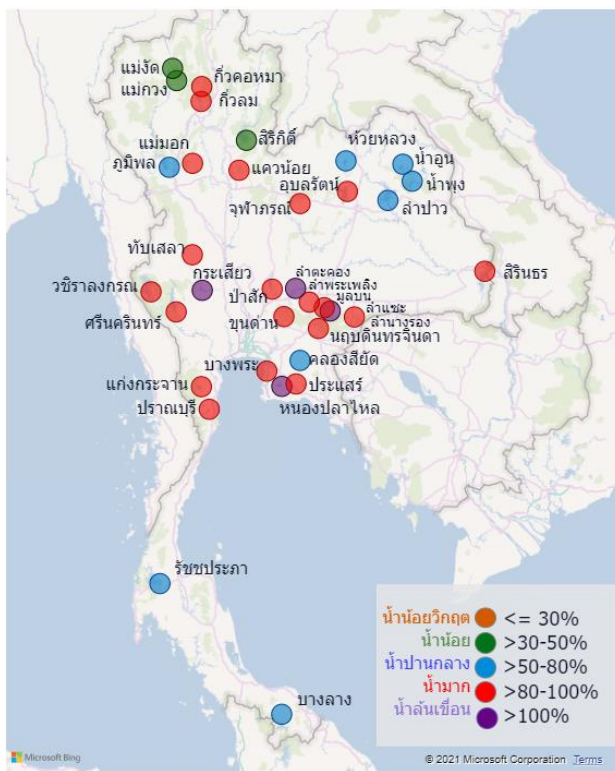 แม่งัด
แม่กวง
กิ่วคอหมา
กิ่วลม
สิริกิติ์
ห้วยหลวง
แม่มอก
น้ำอูน
ภูมิพล
แควน้อย
อุบลรัตน์
น้ำพุง
จุฬาภรณ์
ลำปาว
ทับเสลา
สิรินธร
กระเสียว
ลำตะคอง
วชิราลงกรณ
ป่าสัก
ลำพระเพลิง
มูลบน
ลำแชะ
ศรีนครินทร์
ขุนด่าน
ลำนางรอง
นฤบดินทรจินดา
คลองสียัด
บางพระ
แก่งกระจาน
ประแสร์
ปราณบุรี
หนองปลาไหล
รัชชประภา
น้ำน้อยวิกฤต <= 30%
น้ำน้อย >30-50%
น้ำปานกลาง >50-80%
น้ำมาก >80-100%
น้ำล้นเขื่อน >100%
บางลาง
Microsoft Bing
© 2021 Microsoft Corporation Terms